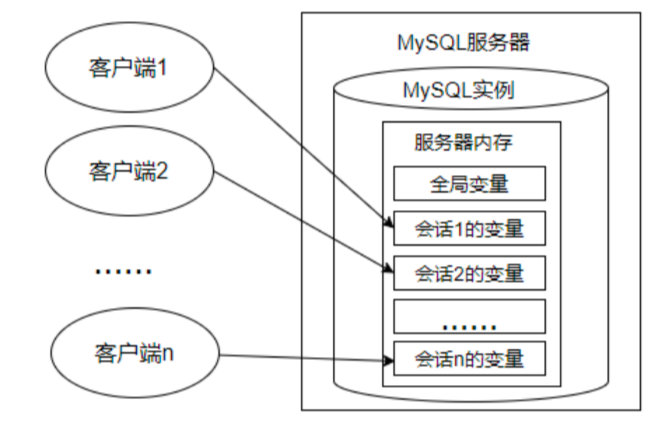 客户端1
客户端2
……
客户端n
MySQL服务器
MySQL实例
服务器内存
全局变量
会话1的变量
会话2的变量
……
会话n的变量